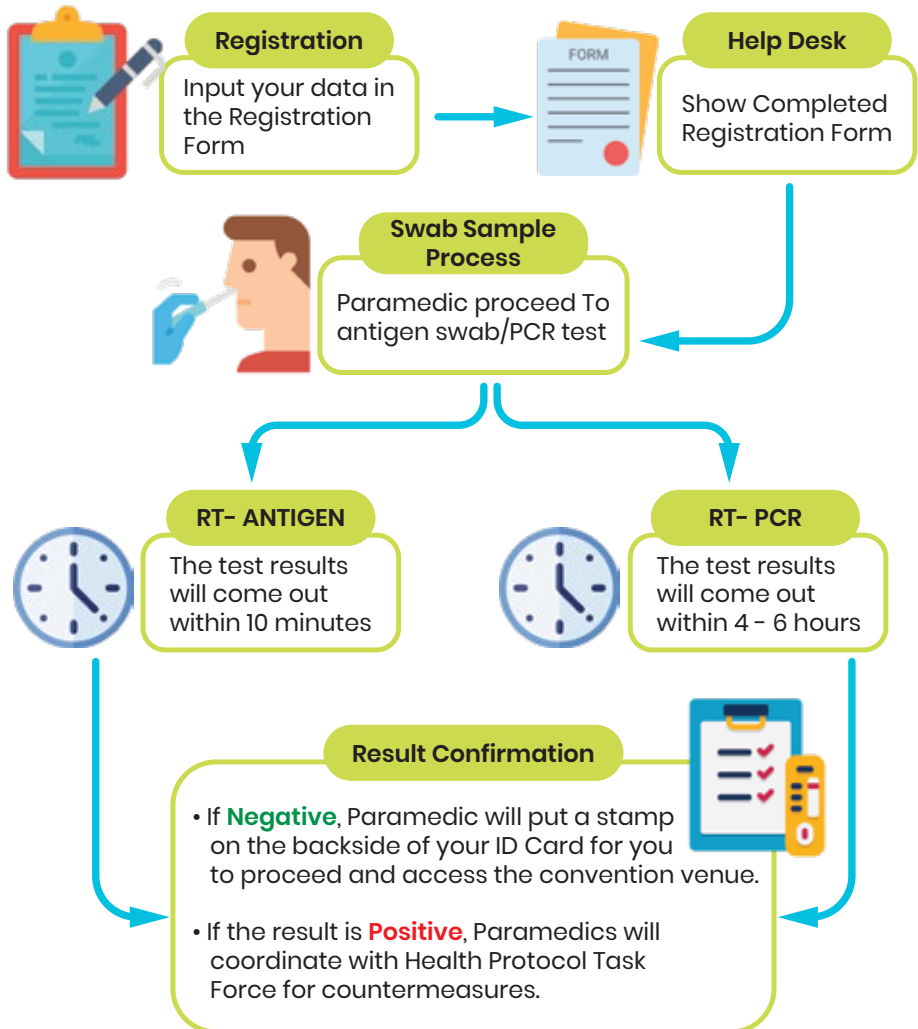 Registration
Input your data in
the Registration
Form
FORM
Help Desk
Show Completed
Registration Form
Swab Sample
Process
Paramedic proceed To
antigen swab/PCR test
RT- ANTIGEN
The test results
will come out
within 10 minutes
RT- PCR
The test results
will come out
within 4 - 6 hours
Result Confirmation
• If Negative, Paramedic will put a stamp
on the backside of your ID Card for you
to proceed and access the convention venue.
• If the result is Positive, Paramedics will
coordinate with Health Protocol Task
Force for countermeasures.